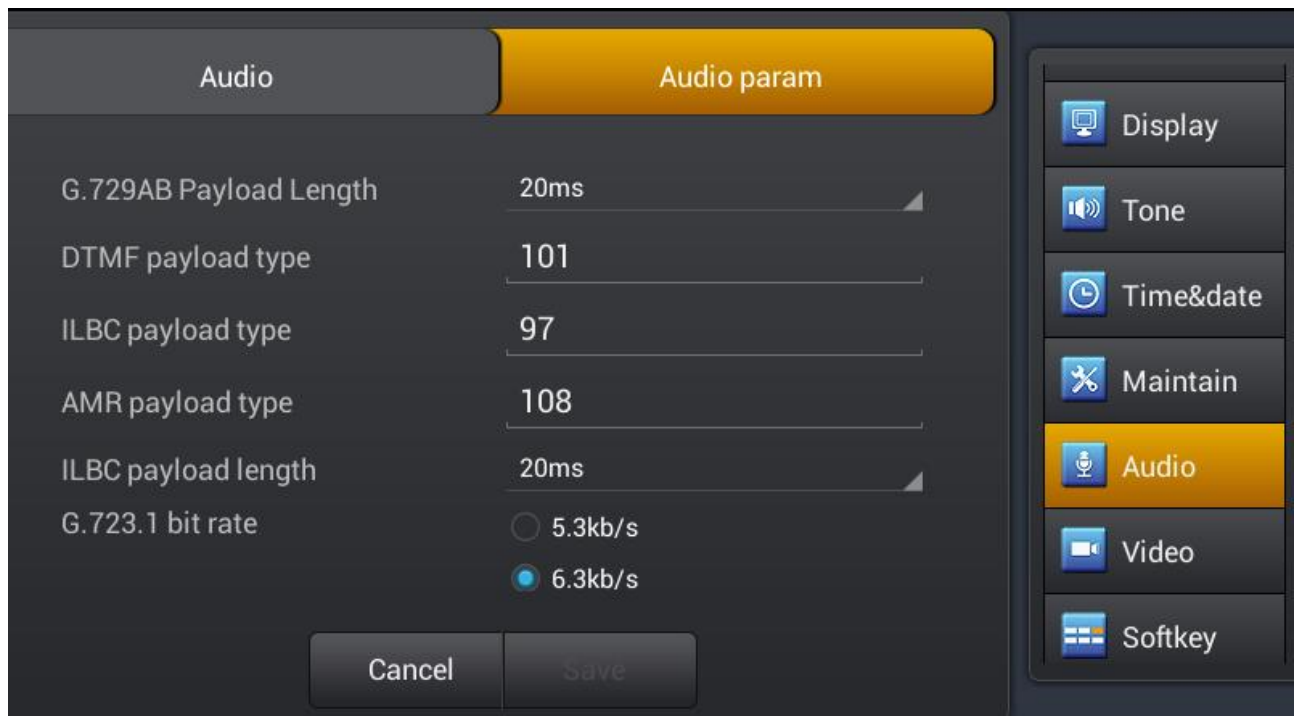 Audio
Audio param
G.729AB Payload Length
20ms
DTMF payload type
101
ILBC payload type
97
AMR payload type
108
ILBC payload length
20ms
G.723.1 bit rate
5.3kb/s
6.3kb/s
Cancel
Save
Display
Tone
Time&date
Maintain
Audio
Video
Softkey